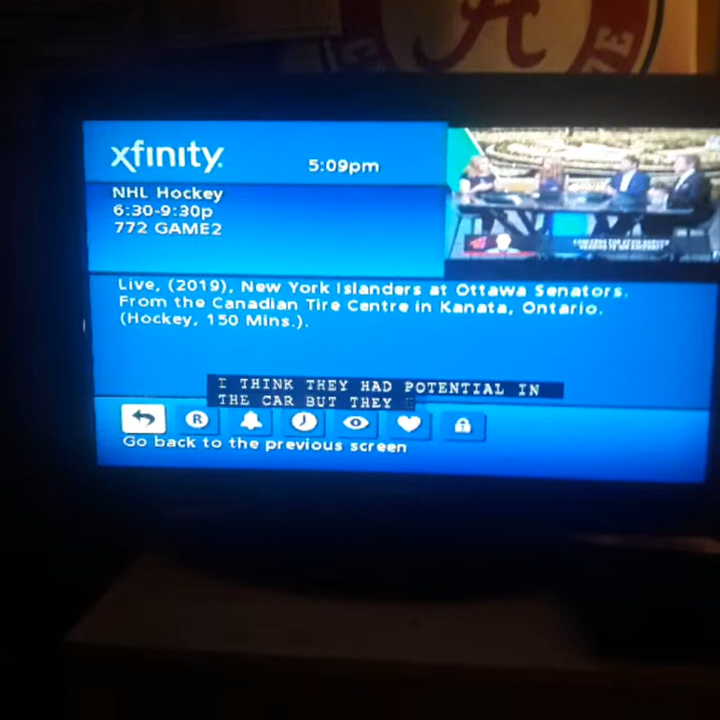 A
xfinity
5:09pm
NHL Hockey
6:30-9:30p
772 GAME2
Live, (2019), New York Islanders at Ottawa Senators.
From the Canadian Tire Centre in Kanata, Ontario.
(Hockey, 150 Mins.).
I THINK THEY HAD POTENTIAL IN
THE CAR BUT THEY
R
Go back to the previous screen